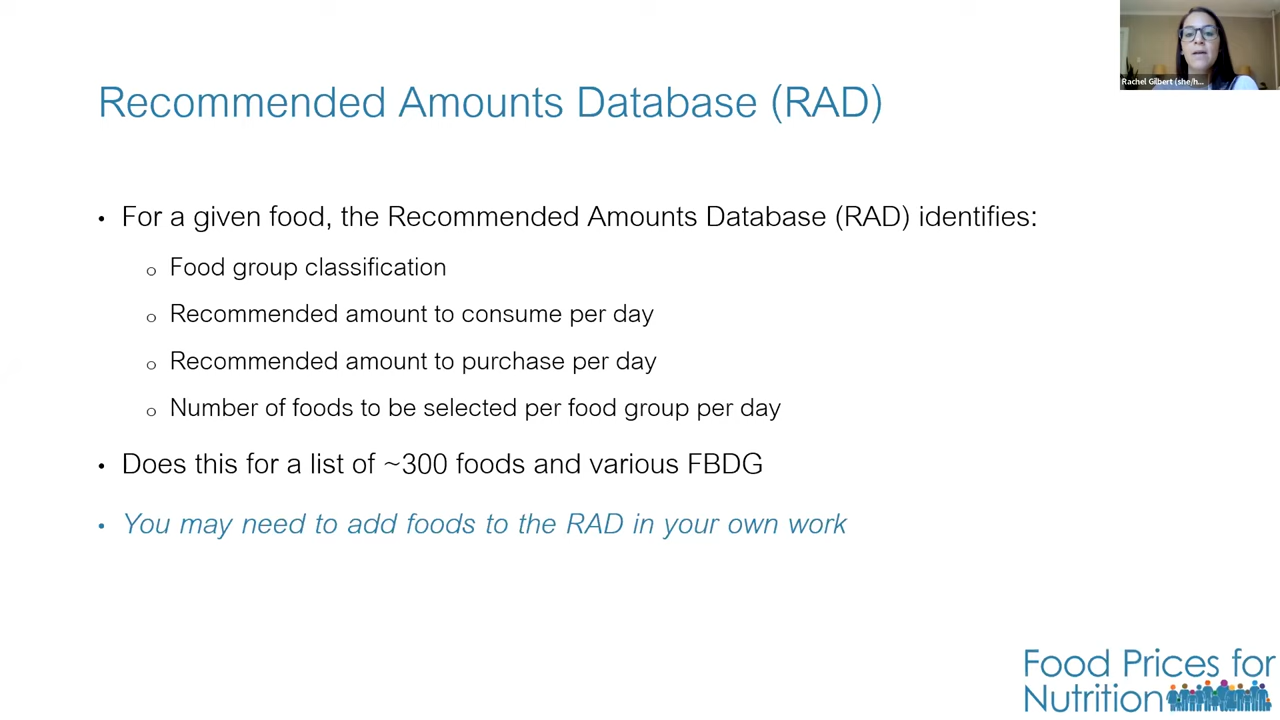 Rachel Gilbert (she/h...
Recommended Amounts Database (RAD)
• For a given food, the Recommended Amounts Database (RAD) identifies:
o Food group classification
o Recommended amount to consume per day
o Recommended amount to purchase per day
o Number of foods to be selected per food group per day
• Does this for a list of ~300 foods and various FBDG
• You may need to add foods to the RAD in your own work
Food Prices for
Nutrition